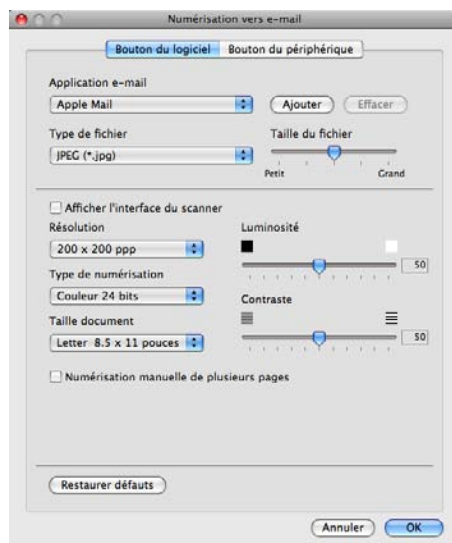 Numérisation vers e-mail
Bouton du logiciel Bouton du périphérique
Application e-mail
Apple Mail Ajouter Effacer
Type de fichier Taille du fichier
JPEG (*.jpg)
Petit Grand
Afficher l'interface du scanner
Résolution Luminosité
200 x 200 ppp
50
Type de numérisation
Couleur 24 bits
Contraste
Taille document
Letter 8.5 x 11 pouces 50
Numérisation manuelle de plusieurs pages
Restaurer défauts
Annuler OK